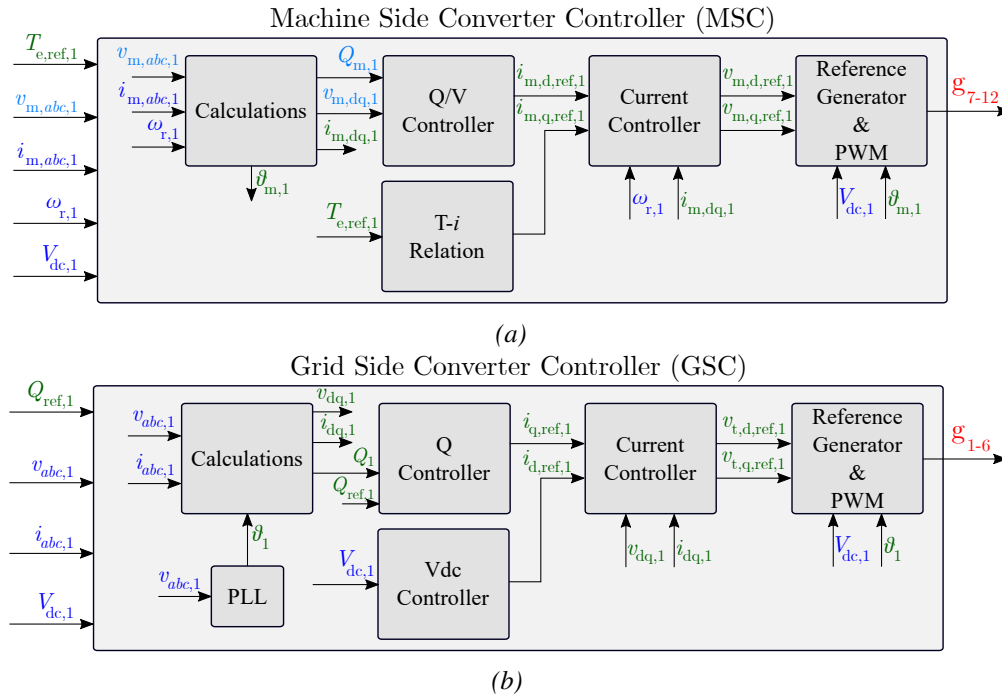 Machine Side Converter Controller (MSC)
T_e,ref,1
v_m,abc,1
i_m,abc,1
ω_r,1
V_dc,1
v_m,abc,1
i_m,abc,1
ω_r,1
Calculations
ϑ_m,1
Q_m,1
v_m,dq,1
i_m,dq,1
Q/V
Controller
T_e,ref,1
T-i
Relation
i_m,d,ref,1
i_m,q,ref,1
Current
Controller
ω_r,1
i_m,dq,1
v_m,d,ref,1
v_m,q,ref,1
Reference
Generator
&
PWM
V_dc,1
ϑ_m,1
g_7-12
(a)
Grid Side Converter Controller (GSC)
Q_ref,1
v_abc,1
i_abc,1
V_dc,1
v_abc,1
i_abc,1
Calculations
ϑ_1
v_abc,1
PLL
v_dq,1
i_dq,1
Q_1
Q_ref,1
Q
Controller
V_dc,1
Vdc
Controller
i_q,ref,1
i_d,ref,1
Current
Controller
v_dq,1
i_dq,1
v_t,d,ref,1
v_t,q,ref,1
Reference
Generator
&
PWM
V_dc,1
ϑ_1
g_1-6
(b)